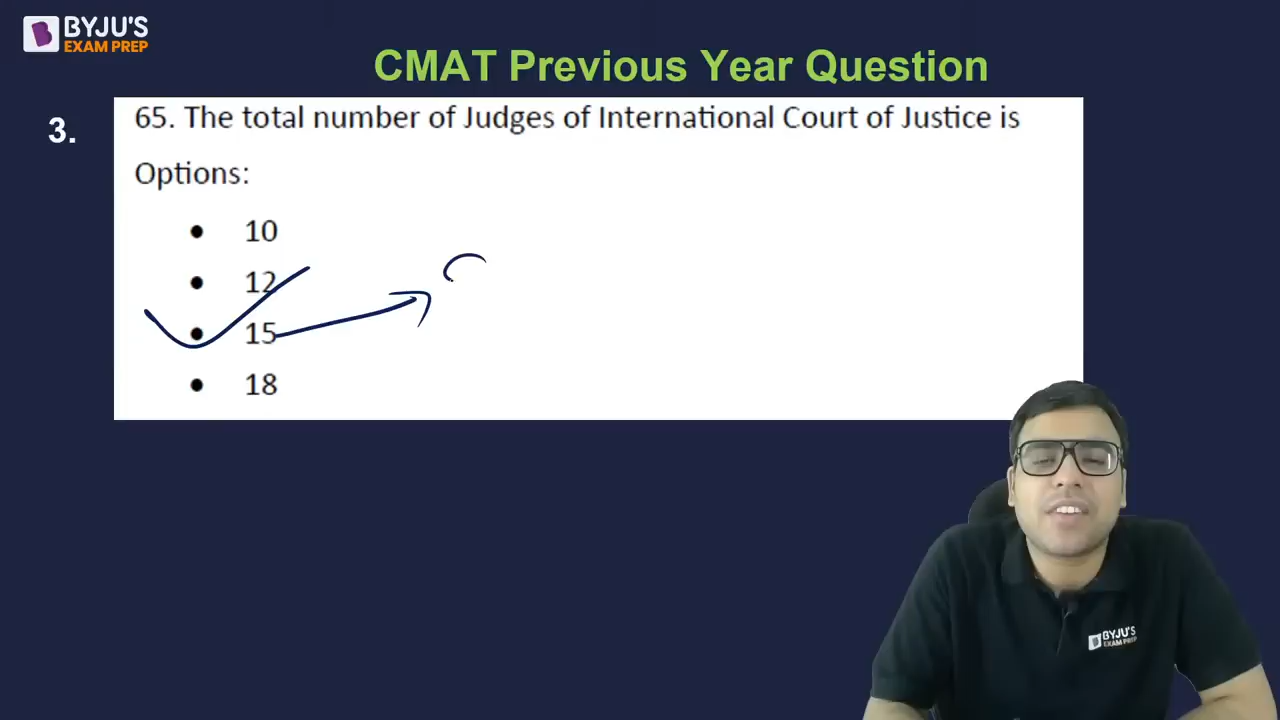 BYJU'S
EXAM PREP
CMAT Previous Year Question
3.
65. The total number of Judges of International Court of Justice is
Options:
• 10
• 12
• 15
• 18
BYJU'S
EXAM PREP